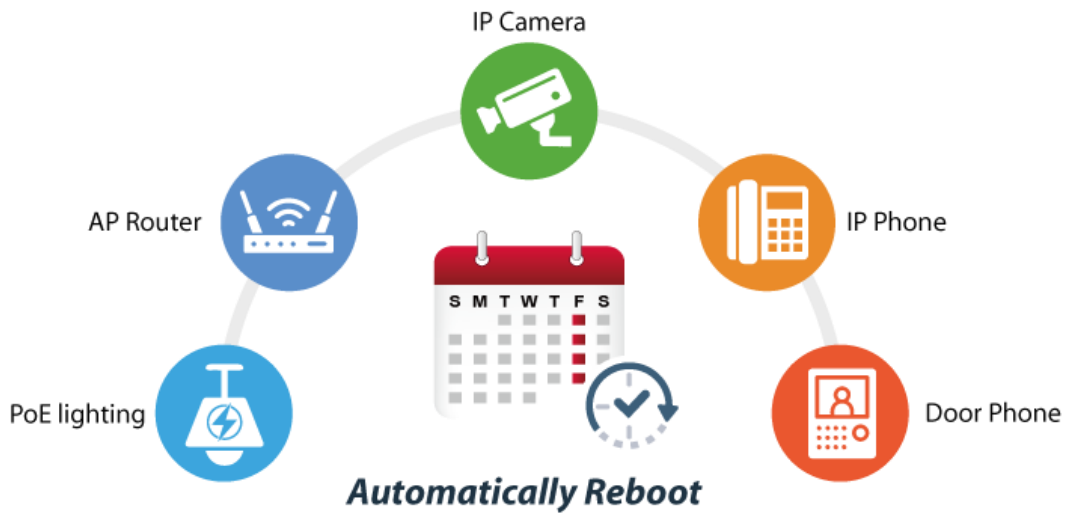 IP Camera
AP Router
IP Phone
S M T W T F S
PoE lighting
Door Phone
Automatically Reboot